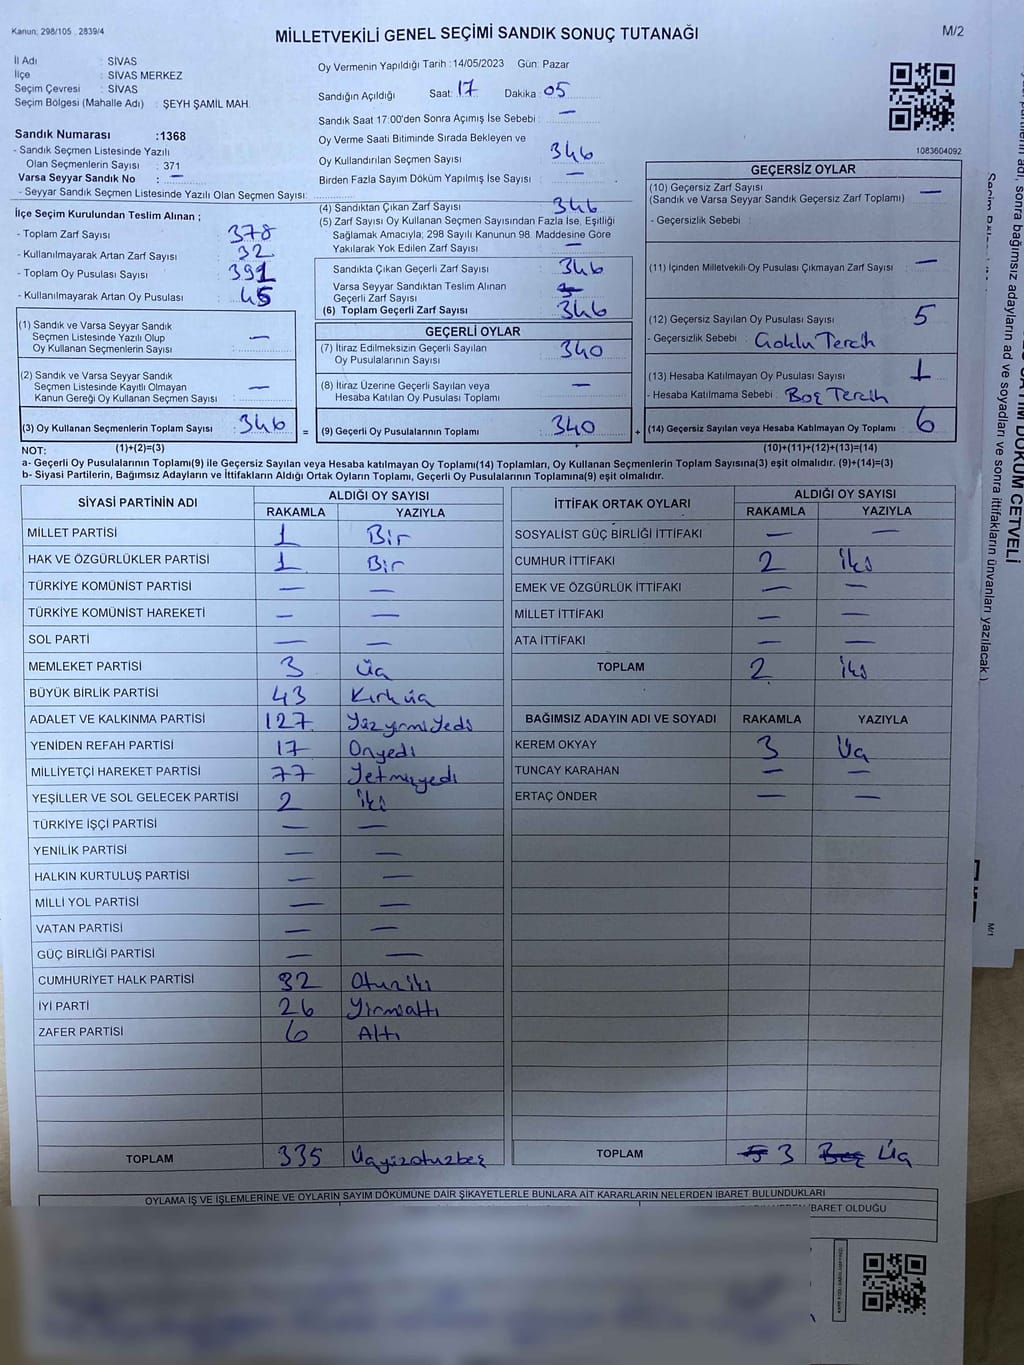 Kanun, 298/105 , 2839/4
MİLLETVEKİLİ GENEL SEÇİMİ SANDIK SONUÇ TUTANAĞI
M/2
İl Adı : SİVAS
İlçe : SİVAS MERKEZ
Seçim Çevresi : SİVAS
Seçim Bölgesi (Mahalle Adı) : ŞEYH ŞAMİL MAH.
Sandık Numarası :1368
- Sandık Seçmen Listesinde Yazılı
Olan Seçmenlerin Sayısı : 371
Varsa Seyyar Sandık No : —
- Seyyar Sandık Seçmen Listesinde Yazılı Olan Seçmen Sayısı:
İlçe Seçim Kurulundan Teslim Alınan ;
- Toplam Zarf Sayısı : 378
- Kullanılmayarak Artan Zarf Sayısı : 32
- Toplam Oy Pusulası Sayısı : 391
- Kullanılmayarak Artan Oy Pusulası : 45
(1) Sandık ve Varsa Seyyar Sandık
Seçmen Listesinde Yazılı Olup
Oy Kullanan Seçmenlerin Sayısı : —
(2) Sandık ve Varsa Seyyar Sandık
Seçmen Listesinde Kayıtlı Olmayan
Kanun Gereği Oy Kullanan Seçmen Sayısı : —
(3) Oy Kullanan Seçmenlerin Toplam Sayısı : 346 =
(1)+(2)=(3)
Oy Vermenin Yapıldığı Tarih :14/05/2023 Gün: Pazar
Sandığın Açıldığı Saat: 17 Dakika : 05
Sandık Saat 17:00'den Sonra Açımış İse Sebebi : —
Oy Verme Saati Bitiminde Sırada Bekleyen ve
Oy Kullandırılan Seçmen Sayısı : 346
Birden Fazla Sayım Döküm Yapılmış İse Sayısı : —
(4) Sandıktan Çıkan Zarf Sayısı : 346
(5) Zarf Sayısı Oy Kullanan Seçmen Sayısından Fazla İse, Eşitliği
Sağlamak Amacıyla, 298 Sayılı Kanunun 98. Maddesine Göre
Yakılarak Yok Edilen Zarf Sayısı : —
Sandıkta Çıkan Geçerli Zarf Sayısı : 346
Varsa Seyyar Sandıktan Teslim Alınan
Geçerli Zarf Sayısı
(6) Toplam Geçerli Zarf Sayısı : 346
GEÇERLİ OYLAR
(7) İtiraz Edilmeksizin Geçerli Sayılan
Oy Pusulalarının Sayısı : 340
(8) İtiraz Üzerine Geçerli Sayılan veya
Hesaba Katılan Oy Pusulası Toplamı : —
(9) Geçerli Oy Pusulalarının Toplamı : 340 +
1083604092
GEÇERSİZ OYLAR
(10) Geçersiz Zarf Sayısı : —
(Sandık ve Varsa Seyyar Sandık Geçersiz Zarf Toplamı)
- Geçersizlik Sebebi :
(11) İçinden Milletvekili Oy Pusulası Çıkmayan Zarf Sayısı : —
(12) Geçersiz Sayılan Oy Pusulası Sayısı : 5
- Geçersizlik Sebebi : Çoklu Tercih
(13) Hesaba Katılmayan Oy Pusulası Sayısı : 1
- Hesaba Katılmama Sebebi : Boş Tercih
(14) Geçersiz Sayılan veya Hesaba Katılmayan Oy Toplamı : 6
(10)+(11)+(12)+(13)=(14)
NOT:
a- Geçerli Oy Pusulalarının Toplamı(9) ile Geçersiz Sayılan veya Hesaba katılmayan Oy Toplamı(14) Toplamları, Oy Kullanan Seçmenlerin Toplam Sayısına(3) eşit olmalıdır. (9)+(14)=(3)
b- Siyasi Partilerin, Bağımsız Adayların ve İttifakların Aldığı Ortak Oyların Toplamı, Geçerli Oy Pusulalarının Toplamına(9) eşit olmalıdır.
SİYASİ PARTİNİN ADI ALDIĞI OY SAYISI
RAKAMLA YAZIYLA
MİLLET PARTİSİ 1 Bir
HAK VE ÖZGÜRLÜKLER PARTİSİ 1 Bir
TÜRKİYE KOMÜNİST PARTİSİ — —
TÜRKİYE KOMÜNİST HAREKETİ — —
SOL PARTİ — —
MEMLEKET PARTİSİ 3 Üç
BÜYÜK BİRLİK PARTİSİ 43 Kırküç
ADALET VE KALKINMA PARTİSİ 127 Yüzyirmiyedi
YENİDEN REFAH PARTİSİ 17 Onyedi
MİLLİYETÇİ HAREKET PARTİSİ 77 Yetmişyedi
YEŞİLLER VE SOL GELECEK PARTİSİ 2 İki
TÜRKİYE İŞÇİ PARTİSİ — —
YENİLİK PARTİSİ — —
HALKIN KURTULUŞ PARTİSİ — —
MİLLİ YOL PARTİSİ — —
VATAN PARTİSİ — —
GÜÇ BİRLİĞİ PARTİSİ — —
CUMHURİYET HALK PARTİSİ 32 Otuziki
İYİ PARTİ 26 Yirmialtı
ZAFER PARTİSİ 6 Altı
TOPLAM 335 Üçyüzotuzbeş
İTTİFAK ORTAK OYLARI ALDIĞI OY SAYISI
RAKAMLA YAZIYLA
SOSYALİST GÜÇ BİRLİĞİ İTTİFAKI — —
CUMHUR İTTİFAKI 2 İki
EMEK VE ÖZGÜRLÜK İTTİFAKI — —
MİLLET İTTİFAKI — —
ATA İTTİFAKI — —
TOPLAM 2 İki
BAĞIMSIZ ADAYIN ADI VE SOYADI RAKAMLA YAZIYLA
KEREM OKYAY 3 Üç
TUNCAY KARAHAN — —
ERTAÇ ÖNDER — —
TOPLAM 5 3 Beş Üç
OYLAMA İŞ VE İŞLEMLERİNE VE OYLARIN SAYIM DÖKÜMÜNE DAİR ŞİKAYETLERLE BUNLARA AİT KARARLARIN NELERDEN İBARET BULUNDUKLARI
İBARET OLDUĞU
DÖKÜM CETVELİ
sonra bağımsız adayların ad ve soyadları ve sonra ittifakların ünvanları yazılacak.)
M/1